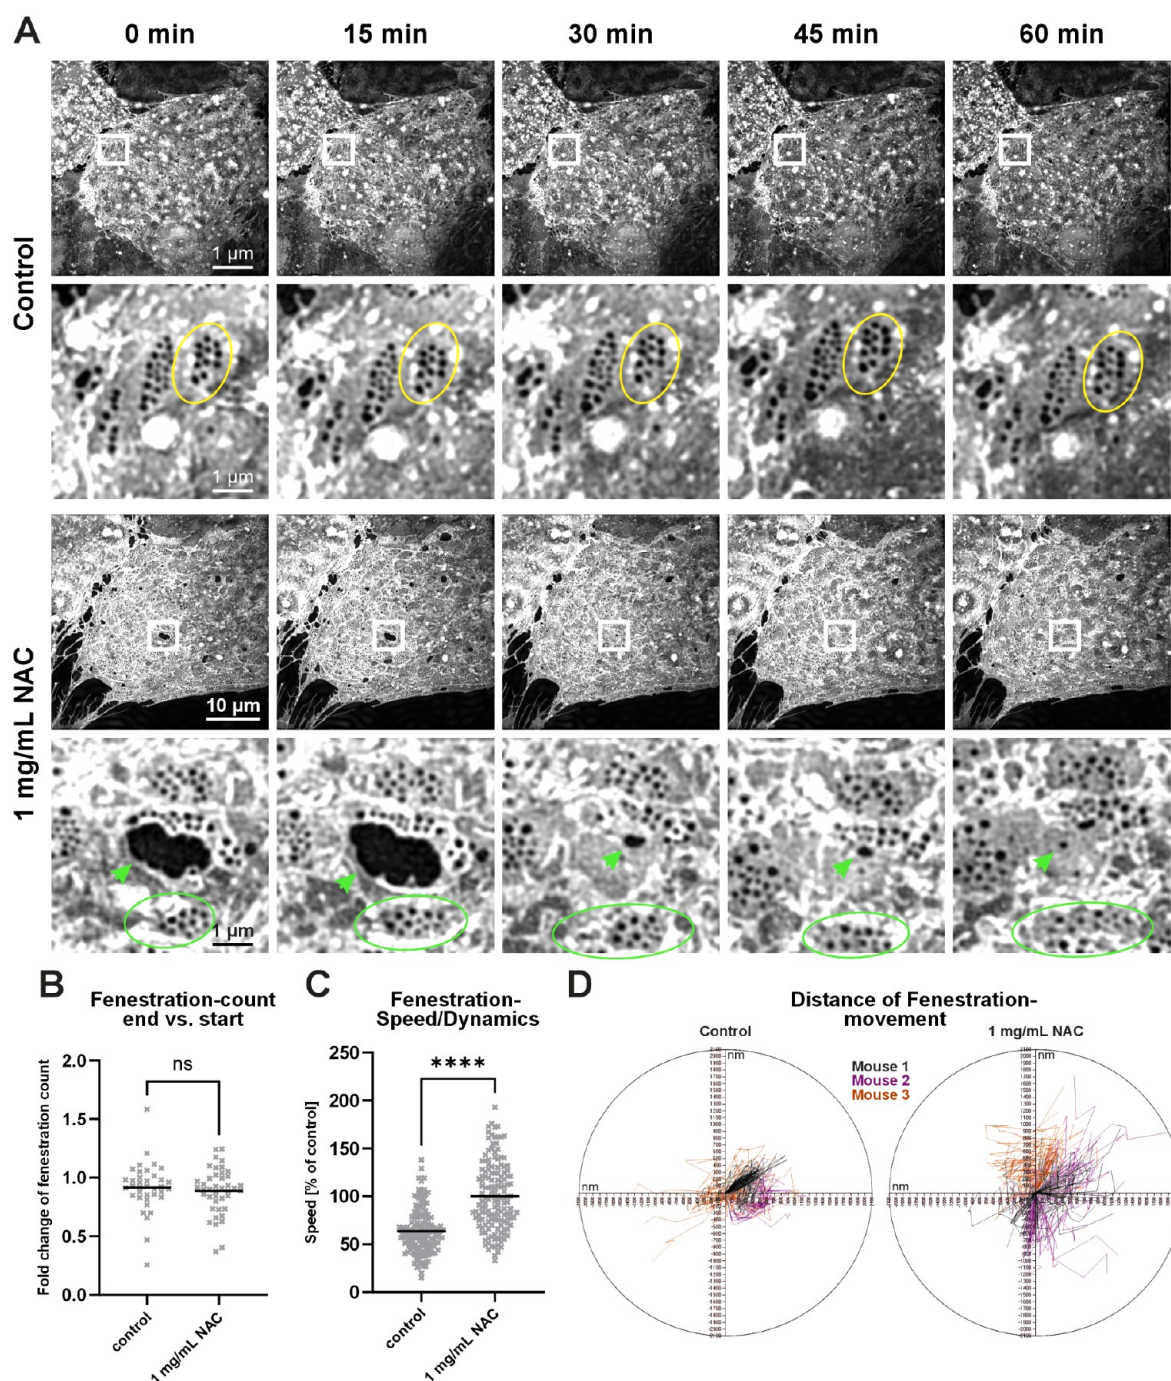 A
0 min 15 min 30 min 45 min 60 min
Control
1 µm
1 µm
1 mg/mL NAC
10 µm
1 µm
B
Fenestration-count
end vs. start
Fold change of fenestration count
2.0
1.5
1.0
0.5
0.0
ns
control
1 mg/mL NAC
C
Fenestration-
Speed/Dynamics
Speed [% of control]
250
200
150
100
50
0
****
control
1 mg/mL NAC
D
Distance of Fenestration-
movement
Control
1 mg/mL NAC
Mouse 1
Mouse 2
Mouse 3
nm
nm
nm
nm